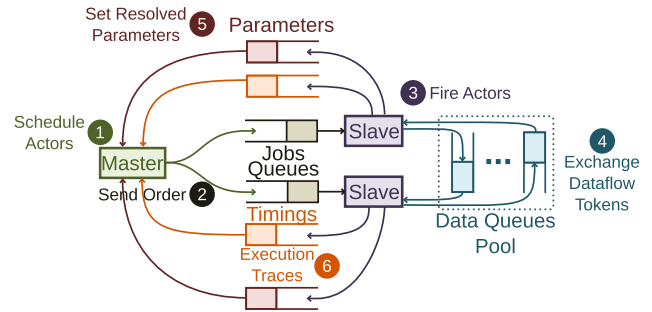 Set Resolved
Parameters
5
Parameters
3
Fire Actors
Schedule
Actors
1
Slave
4
Exchange
Dataflow
Tokens
Master
Jobs
Queues
Send Order
2
Slave
Timings
Data Queues
Pool
Execution
Traces
6